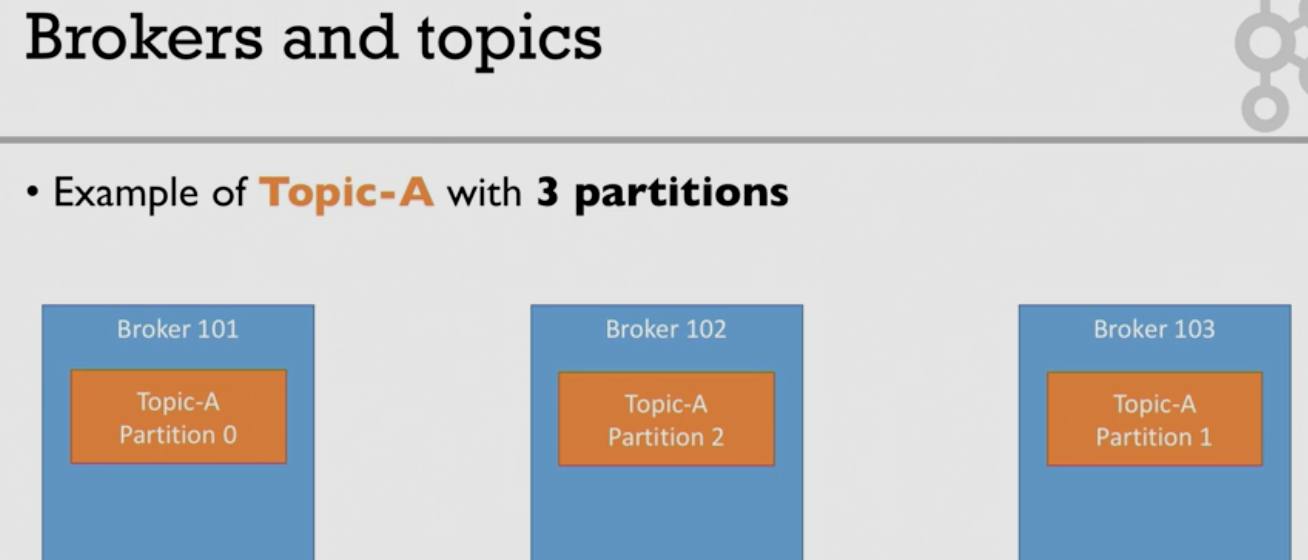 Brokers and topics
• Example of Topic-A with 3 partitions
Broker 101
Topic-A
Partition 0
Broker 102
Topic-A
Partition 2
Broker 103
Topic-A
Partition 1